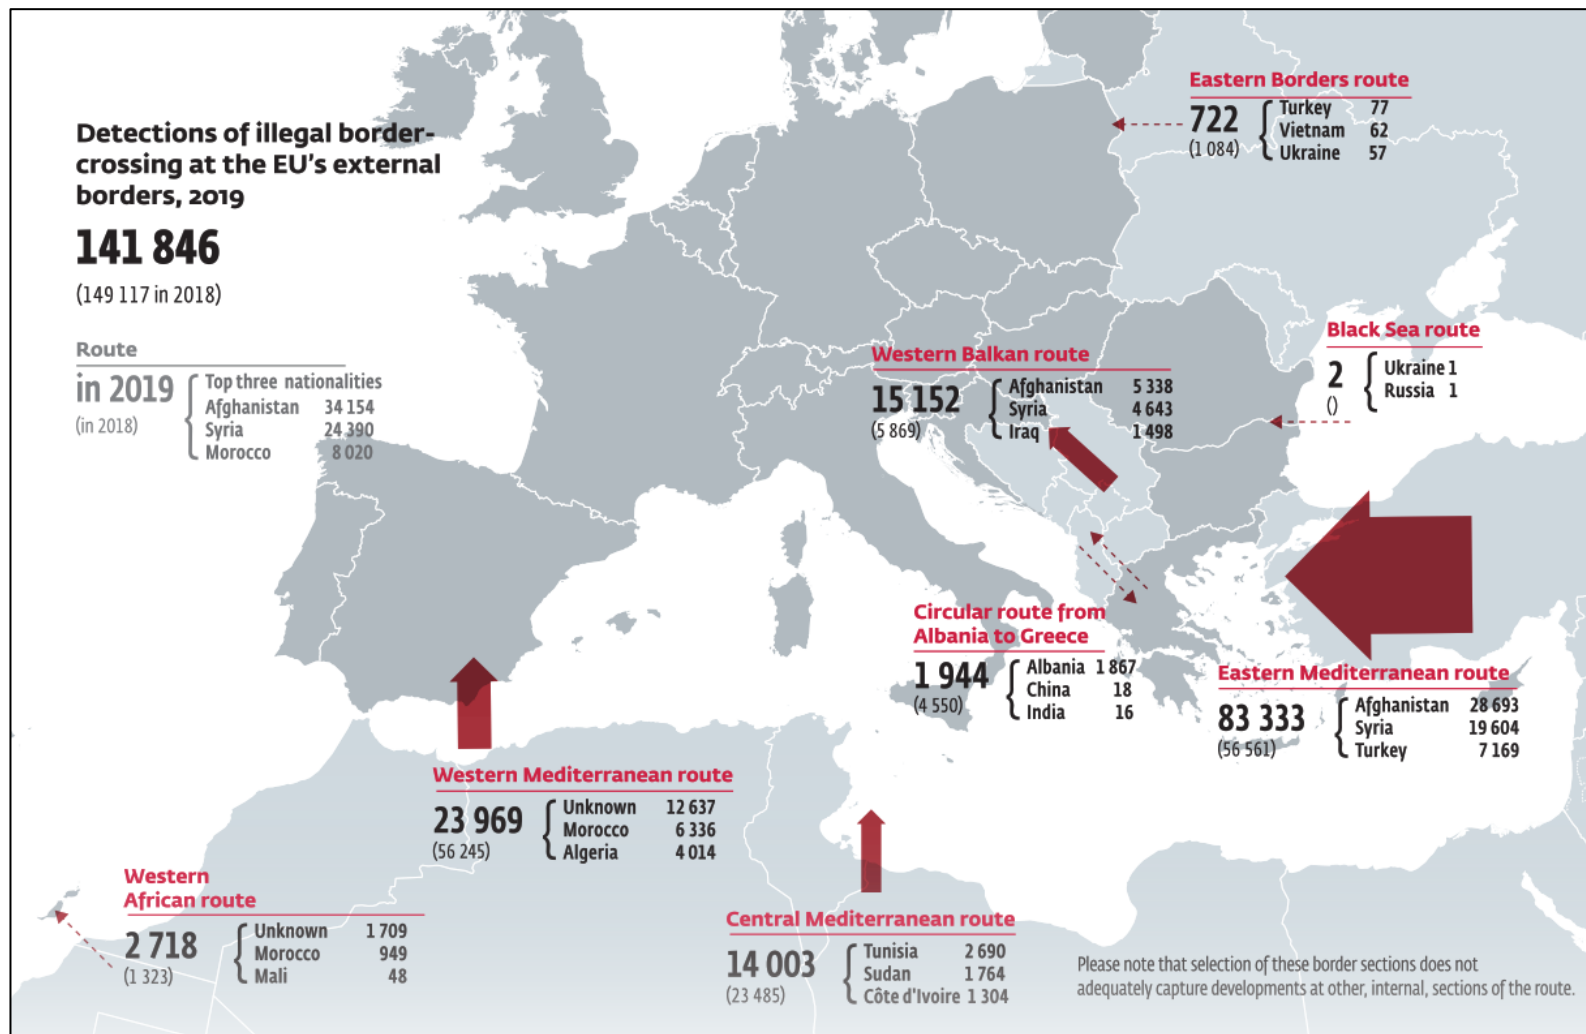 Detections of illegal border-
crossing at the EU's external
borders, 2019
141 846
(149 117 in 2018)
Route
in 2019
(in 2018)
Top three nationalities
Afghanistan 34 154
Syria 24 390
Morocco 8 020
Eastern Borders route
722
(1 084)
Turkey 77
Vietnam 62
Ukraine 57
Black Sea route
2
()
Ukraine 1
Russia 1
Western Balkan route
15 152
(5 869)
Afghanistan 5 338
Syria 4 643
Iraq 1 498
Circular route from
Albania to Greece
1 944
(4 550)
Albania 1 867
China 18
India 16
Eastern Mediterranean route
83 333
(56 561)
Afghanistan 28 693
Syria 19 604
Turkey 7 169
Western Mediterranean route
23 969
(56 245)
Unknown 12 637
Morocco 6 336
Algeria 4 014
Western
African route
2 718
(1 323)
Unknown 1 709
Morocco 949
Mali 48
Central Mediterranean route
14 003
(23 485)
Tunisia 2 690
Sudan 1 764
Côte d'Ivoire 1 304
Please note that selection of these border sections does not
adequately capture developments at other, internal, sections of the route.